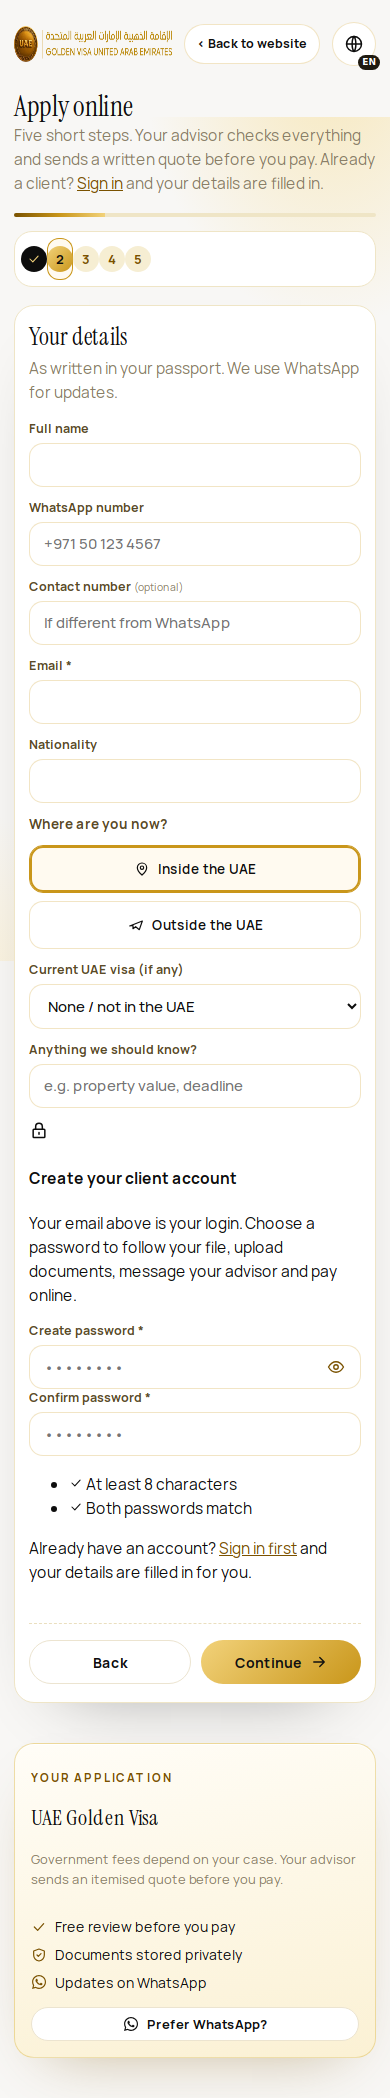 المقاهمة الذهبية الإمارات العربية المتحدة
UAE
GOLDEN VISA UNITED ARAB EMIRATES
‹ Back to website
EN
Apply online
Five short steps. Your advisor checks everything
and sends a written quote before you pay. Already
a client? Sign in and your details are filled in.
2
3
4
5
Your details
As written in your passport. We use WhatsApp
for updates.
Full name
WhatsApp number
+971 50 123 4567
Contact number (optional)
If different from WhatsApp
Email *
Nationality
Where are you now?
Inside the UAE
Outside the UAE
Current UAE visa (if any)
None / not in the UAE
Anything we should know?
e.g. property value, deadline
Create your client account
Your email above is your login. Choose a
password to follow your file, upload
documents, message your advisor and pay
online.
Create password *
Confirm password *
At least 8 characters
Both passwords match
Already have an account? Sign in first and
your details are filled in for you.
Back
Continue
YOUR APPLICATION
UAE Golden Visa
Government fees depend on your case. Your advisor
sends an itemised quote before you pay.
Free review before you pay
Documents stored privately
Updates on WhatsApp
Prefer WhatsApp?